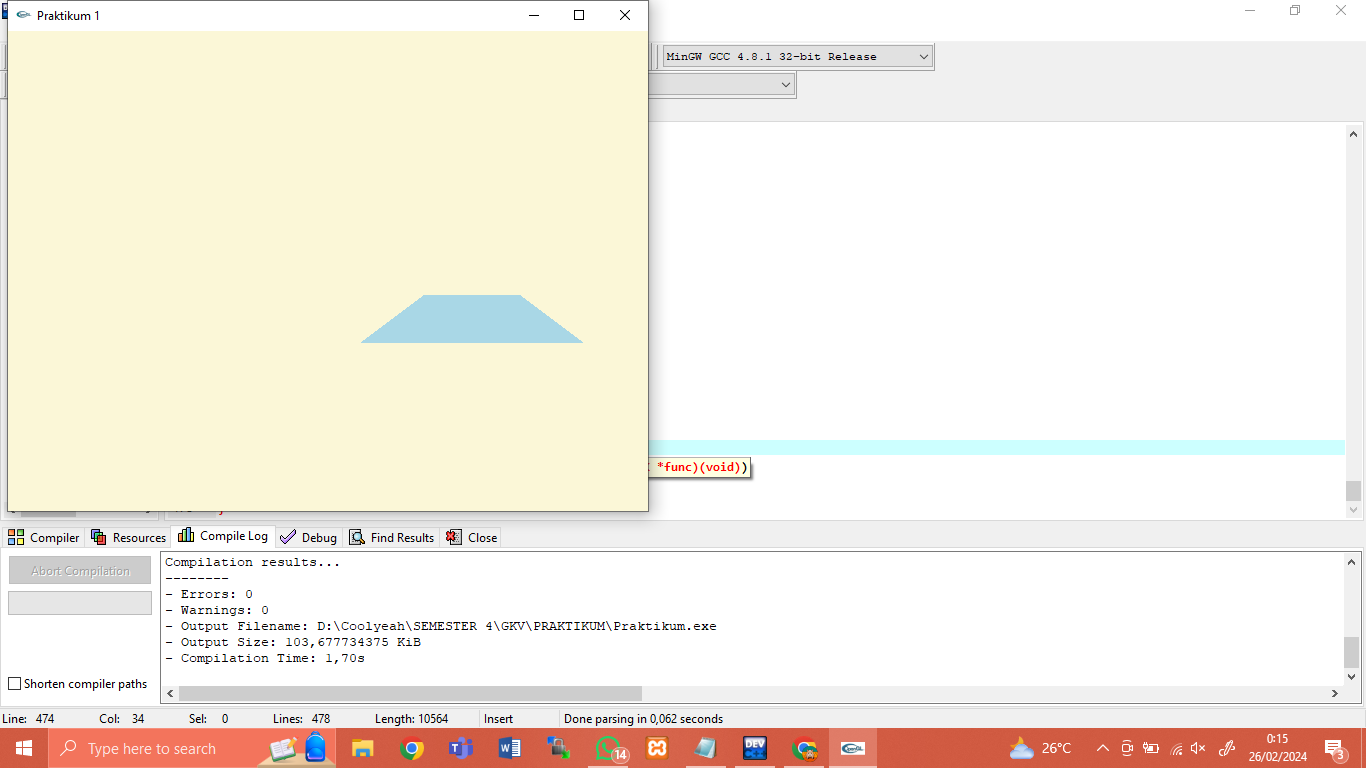 Praktikum 1
MinGW GCC 4.8.1 32-bit Release
*func)(void))
Compiler
Resources
Compile Log
Debug
Find Results
Close
Abort Compilation
Shorten compiler paths
Compilation results...
--------
- Errors: 0
- Warnings: 0
- Output Filename: D:\Coolyeah\SEMESTER 4\GKV\PRAKTIKUM\Praktikum.exe
- Output Size: 103,677734375 KiB
- Compilation Time: 1,70s
Line: 474 Col: 34 Sel: 0 Lines: 478 Length: 10564 Insert Done parsing in 0,062 seconds
Type here to search
14
DEV
26°C
0:15
26/02/2024
3